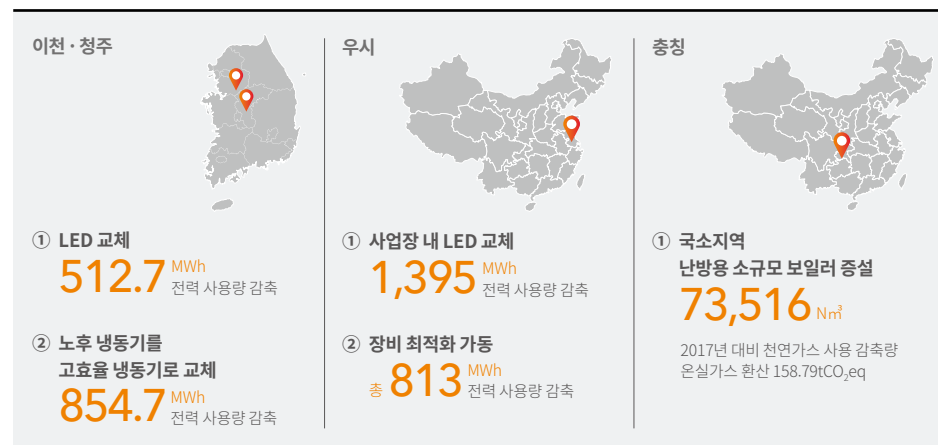 이천 · 청주
① LED 교체
512.7 MWh
전력 사용량 감축
② 노후 냉동기를
고효율 냉동기로 교체
854.7 MWh
전력 사용량 감축
우시
① 사업장 내 LED 교체
1,395 MWh
전력 사용량 감축
② 장비 최적화 가동
총 813 MWh
전력 사용량 감축
충칭
① 국소지역
난방용 소규모 보일러 증설
73,516 N㎥
2017년 대비 천연가스 사용 감축량
온실가스 환산 158.79tCO₂eq